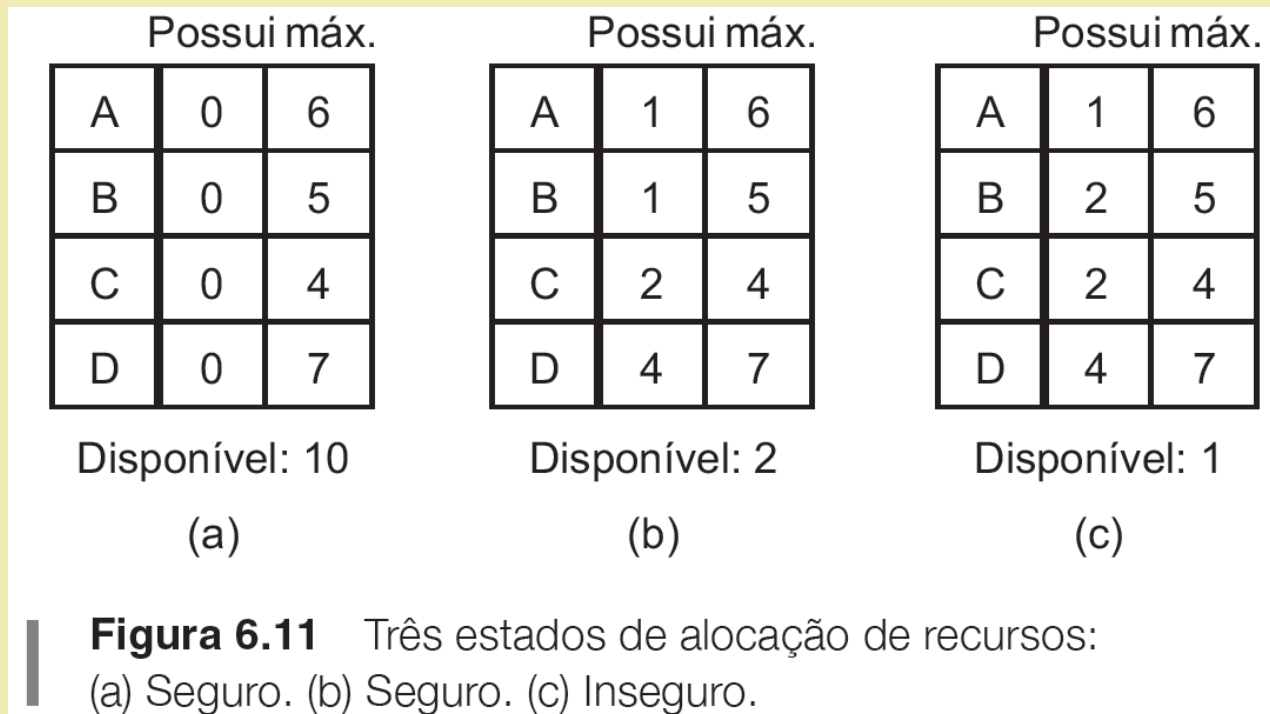 Possui máx. Possui máx. Possui máx.
A 0 6 A 1 6 A 1 6
B 0 5 B 1 5 B 2 5
C 0 4 C 2 4 C 2 4
D 0 7 D 4 7 D 4 7
Disponível: 10 Disponível: 2 Disponível: 1
(a) (b) (c)
Figura 6.11 Três estados de alocação de recursos:
(a) Seguro. (b) Seguro. (c) Inseguro.